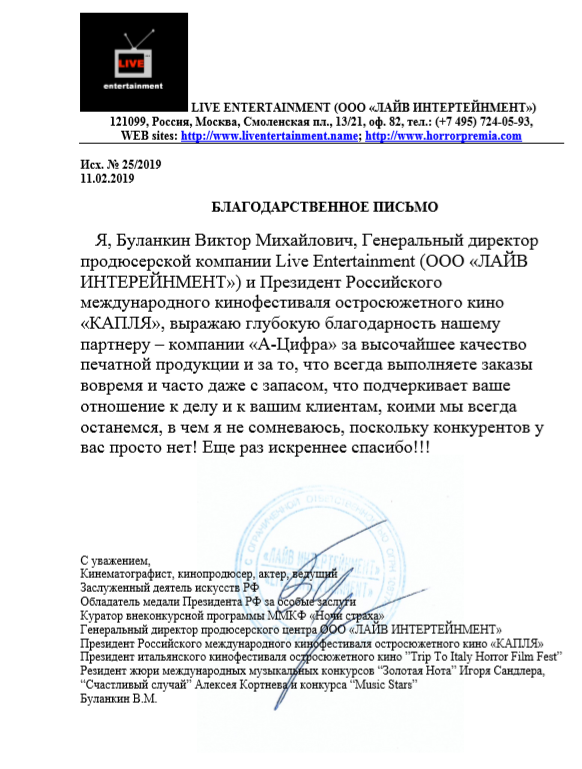 LIVE
entertainment
LIVE ENTERTAINMENT (ООО «ЛАЙВ ИНТЕРТЕЙНМЕНТ»)
121099, Россия, Москва, Смоленская пл., 13/21, оф. 82, тел.: (+7 495) 724-05-93,
WEB sites: http://www.liventertainment.name; http://www.horrorpremia.com
Исх. № 25/2019
11.02.2019
БЛАГОДАРСТВЕННОЕ ПИСЬМО
Я, Буланкин Виктор Михайлович, Генеральный директор
продюсерской компании Live Entertainment (ООО «ЛАЙВ
ИНТЕРЕЙНМЕНТ») и Президент Российского
международного кинофестиваля остросюжетного кино
«КАПЛЯ», выражаю глубокую благодарность нашему
партнеру – компании «А-Цифра» за высочайшее качество
печатной продукции и за то, что всегда выполняете заказы
вовремя и часто даже с запасом, что подчеркивает ваше
отношение к делу и к вашим клиентам, коими мы всегда
останемся, в чем я не сомневаюсь, поскольку конкурентов у
вас просто нет! Еще раз искреннее спасибо!!!
С уважением,
Кинематографист, кинопродюсер, актер, ведущий
Заслуженный деятель искусств РФ
Обладатель медали Президента РФ за особые заслуги
Куратор внеконкурсной программы ММКФ «Ночи страха»
Генеральный директор продюсерского центра ООО «ЛАЙВ ИНТЕРТЕЙНМЕНТ»
Президент Российского международного кинофестиваля остросюжетного кино «КАПЛЯ»
Президент итальянского кинофестиваля остросюжетного кино "Trip To Italy Horror Film Fest"
Резидент жюри международных музыкальных конкурсов “Золотая Нота” Игоря Сандлера,
“Счастливый случай” Алексея Кортнева и конкурса “Music Stars”
Буланкин В.М.